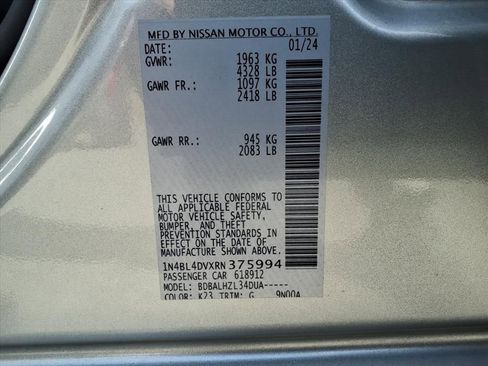 MFD BY NISSAN MOTOR CO., LTD.
DATE: 01/24
GVWR: 1963 KG
4328 LB
GAWR FR.: 1097 KG
2418 LB
GAWR RR.: 945 KG
2083 LB
THIS VEHICLE CONFORMS TO
ALL APPLICABLE FEDERAL
MOTOR VEHICLE SAFETY,
BUMPER, AND THEFT
PREVENTION STANDARDS IN
EFFECT ON THE DATE OF
MANUFACTURE SHOWN ABOVE.
1N4BL4DVXRN375994
PASSENGER CAR 618912
MODEL: BDBALHZL34DUA-----
COLOR: K23 TRIM: G 9N00A